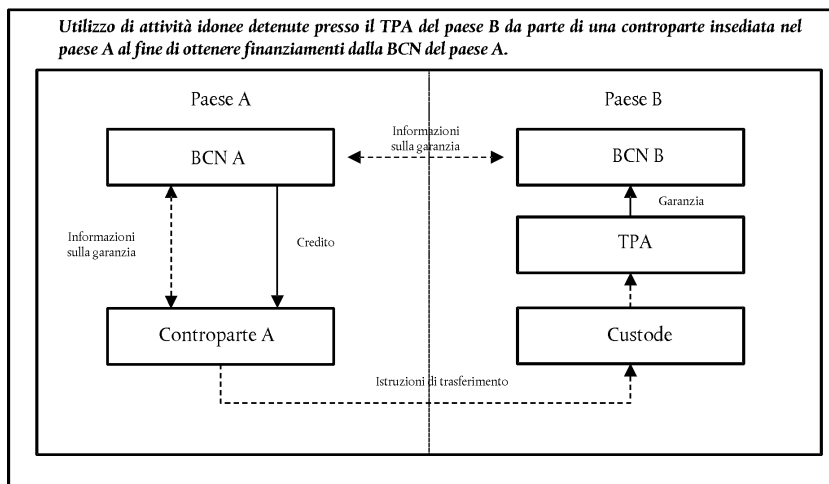 Utilizzo di attività idonee detenute presso il TPA del paese B da parte di una controparte insediata nel
paese A al fine di ottenere finanziamenti dalla BCN del paese A.
Paese A
Paese B
BCN A
Informazioni
sulla garanzia
BCN B
Informazioni
sulla garanzia
Credito
Garanzia
TPA
Controparte A
Custode
Istruzioni di trasferimento